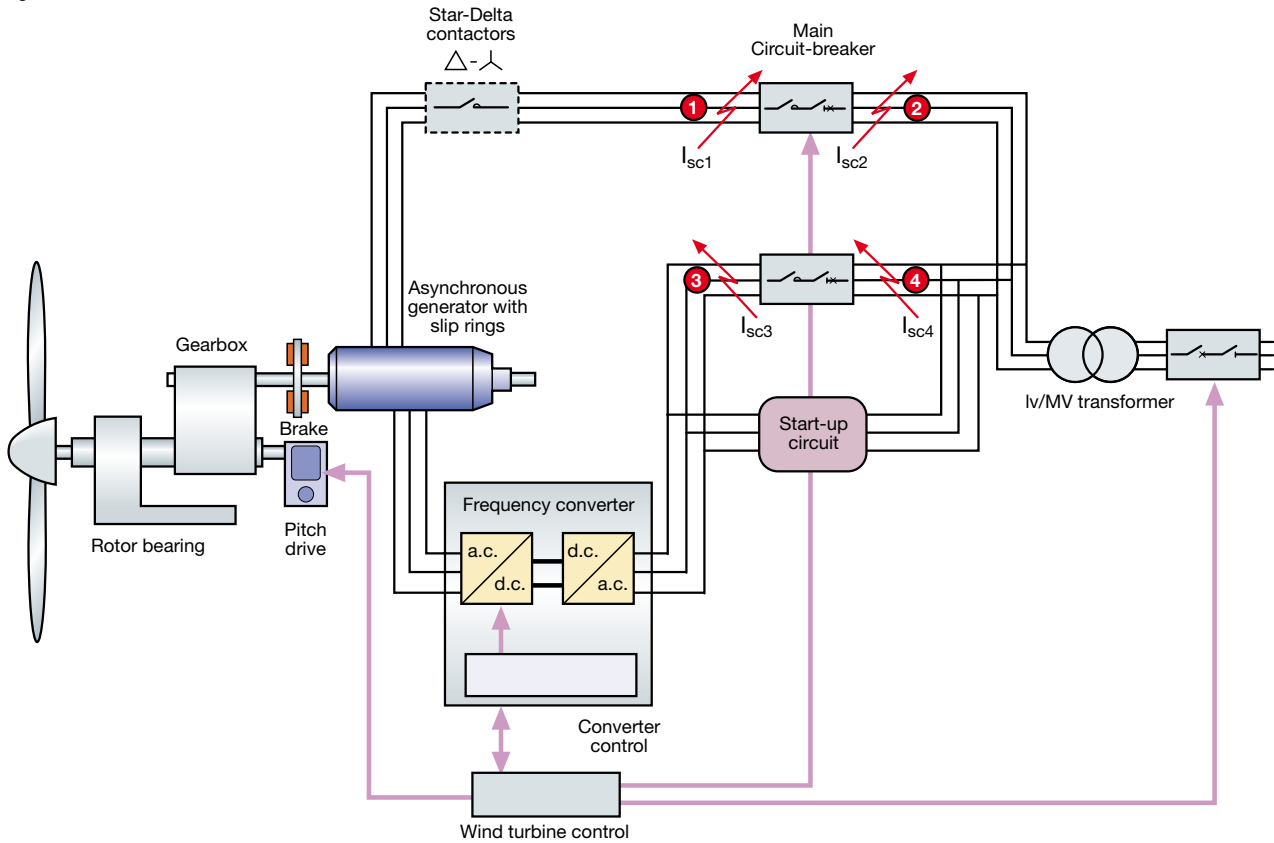 Star-Delta
contactors
Main
Circuit-breaker
1
2
Isc1
Isc2
3
4
Isc3
Isc4
Asynchronous
generator with
slip rings
Gearbox
Brake
lv/MV transformer
Start-up
circuit
Rotor bearing
Pitch
drive
Frequency converter
a.c.
d.c.
d.c.
a.c.
Converter
control
Wind turbine control